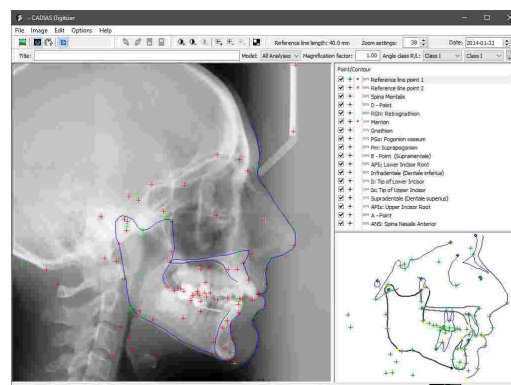 - CADIAS Digitizer
File Image Edit Options Help
Reference line length: 40.0 mm Zoom settings: 38 Date: 2014-01-31
Title: Model: All Analyses Magnification factor: 1.00 Angle class R/L: Class I Class I
Point/Contour
Reference line point 1
Reference line point 2
Spina Mentalis
D - Point
RGN: Retrognathion
Menton
Gnathion
PGo: Pogonion osseum
Pm: Suprapogonion
B - Point (Supramentale)
APIi: Lower Incisor Root
Infradentale (Dentale inferius)
Ii: Tip of Lower Incisor
Is: Tip of Upper Incisor
Supradentale (Dentale superius)
APIs: Upper Incisor Root
A - Point
ANS: Spina Nasalis Anterior